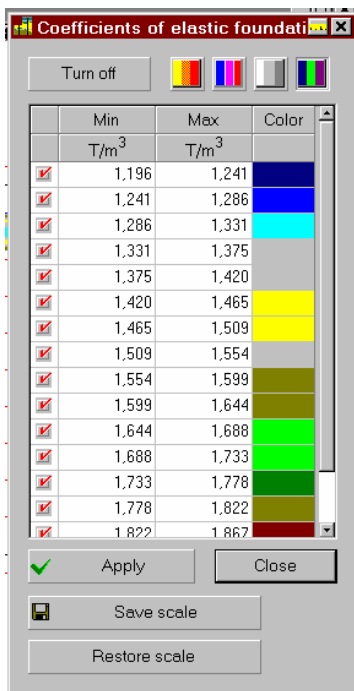 Coefficients of elastic foundati
Turn off
Min Max Color
T/m³ T/m³
1,196 1,241
1,241 1,286
1,286 1,331
1,331 1,375
1,375 1,420
1,420 1,465
1,465 1,509
1,509 1,554
1,554 1,599
1,599 1,644
1,644 1,688
1,688 1,733
1,733 1,778
1,778 1,822
1,822 1,867
Apply Close
Save scale
Restore scale